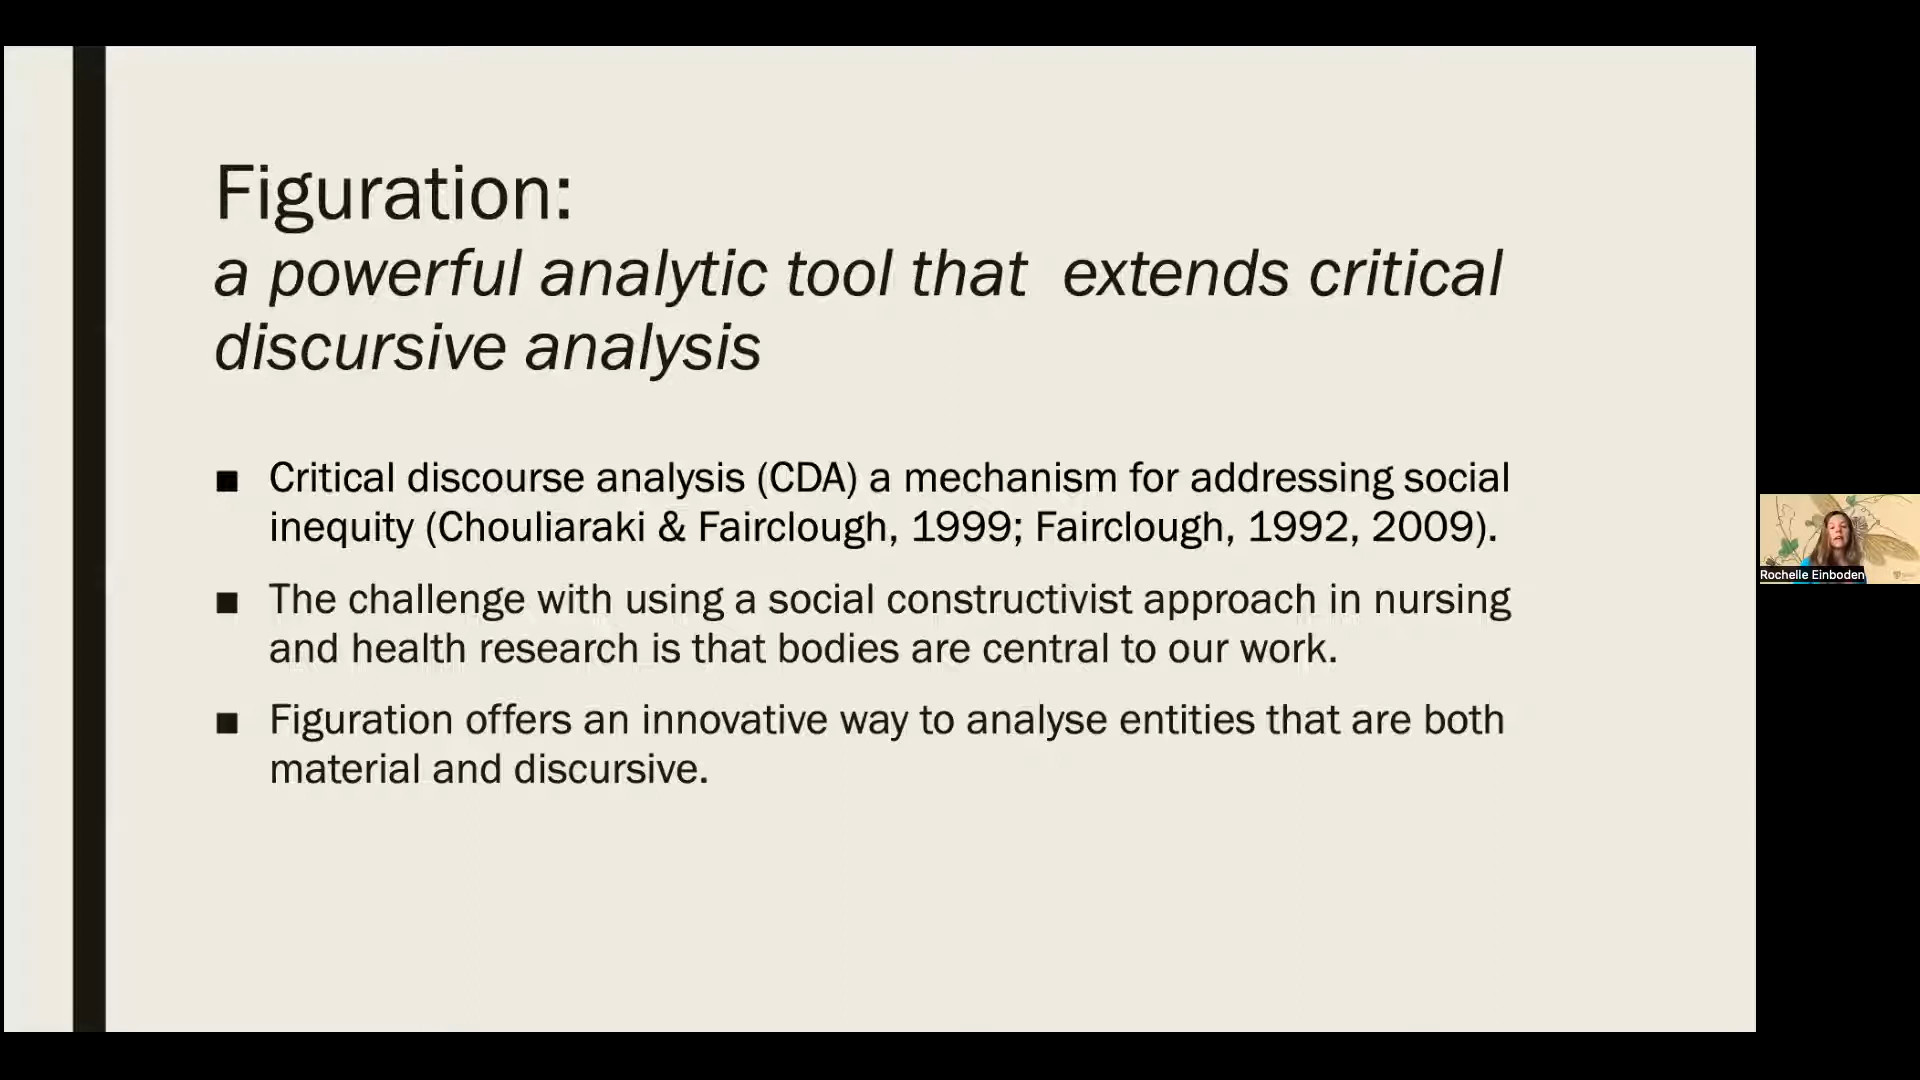 Figuration:
a powerful analytic tool that  extends critical
discursive analysis
■ Critical discourse analysis (CDA) a mechanism for addressing social
inequity (Chouliaraki & Fairclough, 1999; Fairclough, 1992, 2009).
■ The challenge with using a social constructivist approach in nursing
and health research is that bodies are central to our work.
■ Figuration offers an innovative way to analyse entities that are both
material and discursive.
Rochelle Einboden